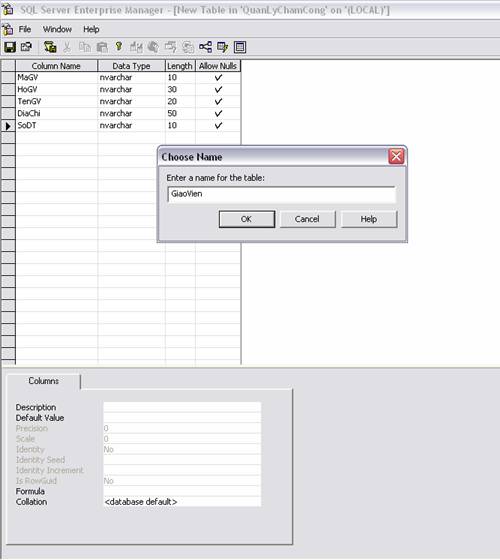 SQL Server Enterprise Manager - [New Table in 'QuanLyChamCong' on '(LOCAL)']
File Window Help
Column Name Data Type Length Allow Nulls
MaGV nvarchar 10
HoGV nvarchar 30
TenGV nvarchar 20
DiaChi nvarchar 50
SoDT nvarchar 10
Choose Name
Enter a name for the table:
GiaoVien
OK Cancel Help
Columns
Description
Default Value
Precision 0
Scale 0
Identity No
Identity Seed
Identity Increment
Is RowGuid No
Formula
Collation <database default>